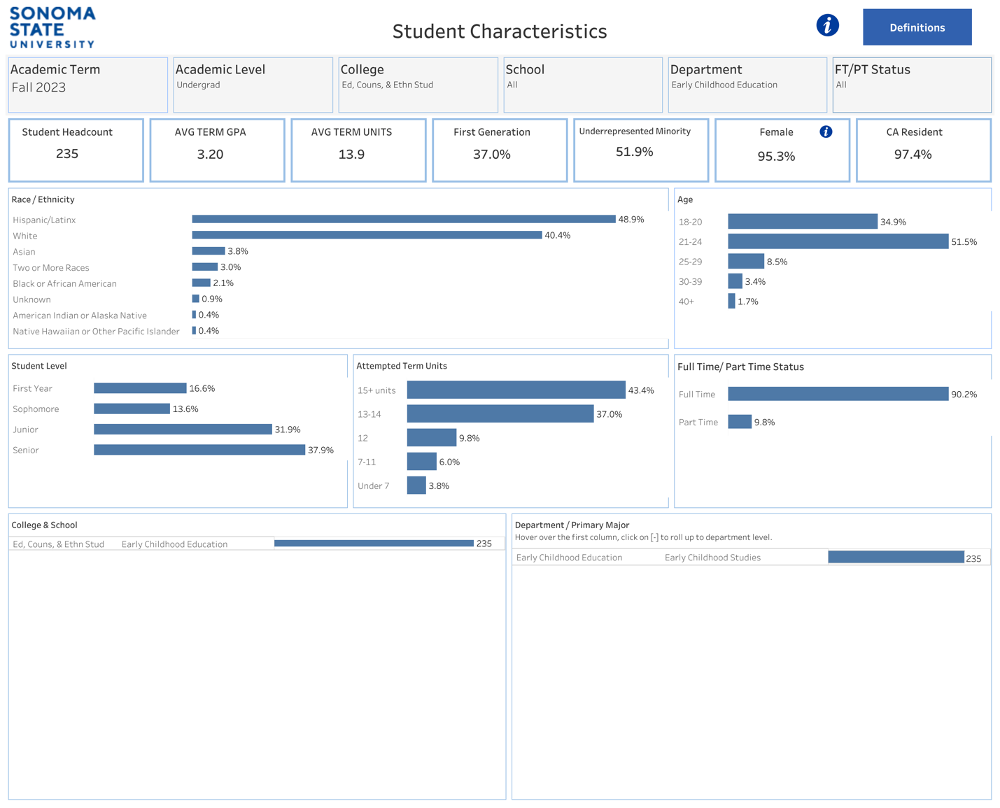 SONOMA
STATE
UNIVERSITY
Student Characteristics
i
Definitions
Academic Term
Fall 2023
Academic Level
Undergrad
College
Ed, Couns, & Ethn Stud
School
All
Department
Early Childhood Education
FT/PT Status
All
Student Headcount
235
AVG TERM GPA
3.20
AVG TERM UNITS
13.9
First Generation
37.0%
Underrepresented Minority
51.9%
Female
i
95.3%
CA Resident
97.4%
Race / Ethnicity
Hispanic/Latinx 48.9%
White 40.4%
Asian 3.8%
Two or More Races 3.0%
Black or African American 2.1%
Unknown 0.9%
American Indian or Alaska Native 0.4%
Native Hawaiian or Other Pacific Islander 0.4%
Age
18-20 34.9%
21-24 51.5%
25-29 8.5%
30-39 3.4%
40+ 1.7%
Student Level
First Year 16.6%
Sophomore 13.6%
Junior 31.9%
Senior 37.9%
Attempted Term Units
15+ units 43.4%
13-14 37.0%
12 9.8%
7-11 6.0%
Under 7 3.8%
Full Time/ Part Time Status
Full Time 90.2%
Part Time 9.8%
College & School
Ed, Couns, & Ethn Stud Early Childhood Education 235
Department / Primary Major
Hover over the first column, click on [-] to roll up to department level.
Early Childhood Education Early Childhood Studies 235